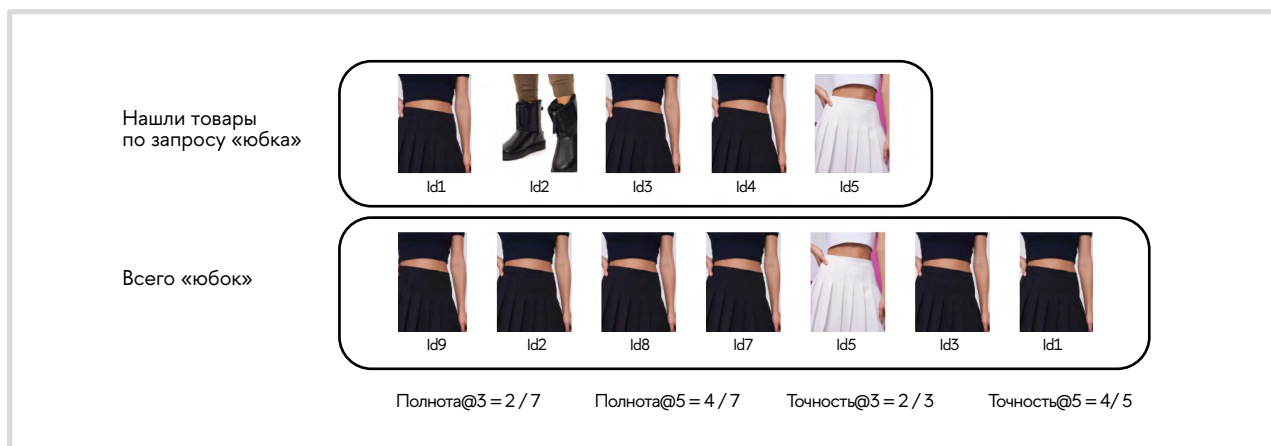 Нашли товары
по запросу «юбка»
Id1 Id2 Id3 Id4 Id5
Всего «юбок»
Id9 Id2 Id8 Id7 Id5 Id3 Id1
Полнота@3 = 2 / 7 Полнота@5 = 4 / 7 Точность@3 = 2 / 3 Точность@5 = 4/ 5